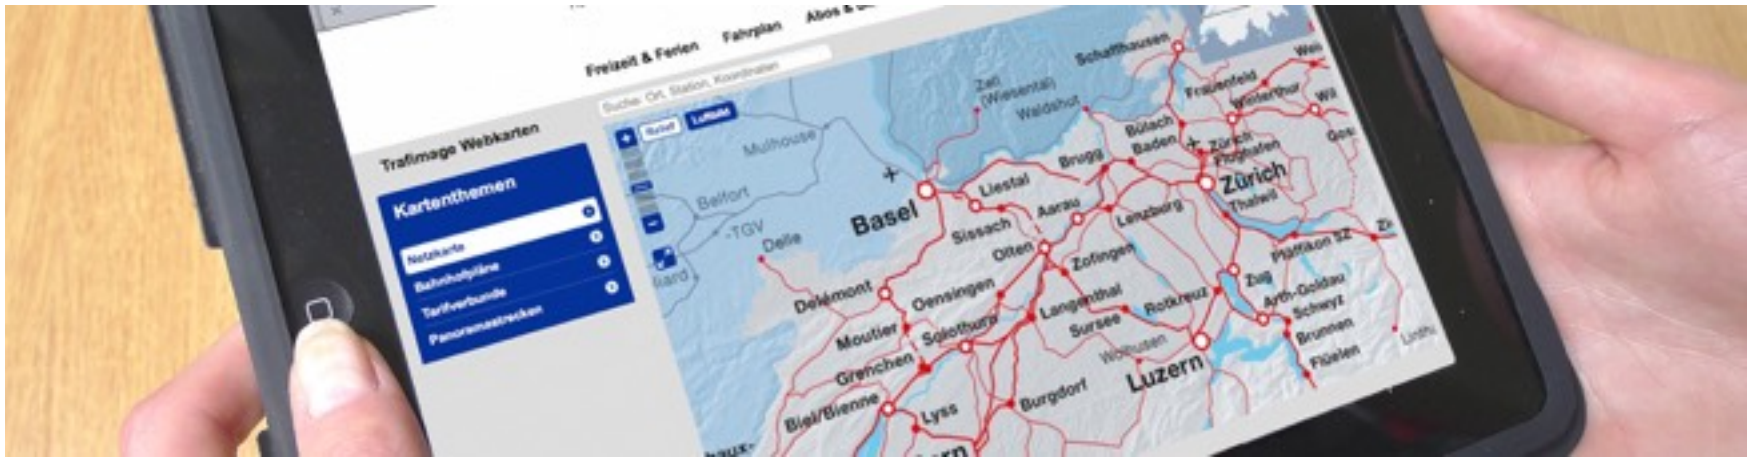 Freizeit & Ferien
Fahrplan
Abos &
Suche: Ort, Station, Koordinaten
Trafimage Webkarten
Kartenthemen
Netzkarte
Bahnhofpläne
Tarifverbunde
Panoramastrecken
+
Luftbild
Mulhouse
Belfort
-TGV
Delle
Basel
Zell
(Wiesental)
Waldshut
Schaffhausen
Frauenfeld
Winterthur
Wil
Bülach
Baden
Brugg
Zürich
Flughafen
Zürich
Thalwil
Liestal
Sissach
Aarau
Lenzburg
Olten
Zofingen
Pfäffikon SZ
Delémont
Oensingen
Moutier
Solothurn
Langenthal
Sursee
Rotkreuz
Zug
Arth-Goldau
Schwyz
Brunnen
Flüelen
Grenchen
Wolhusen
Luzern
Biel/Bienne
Lyss
Burgdorf